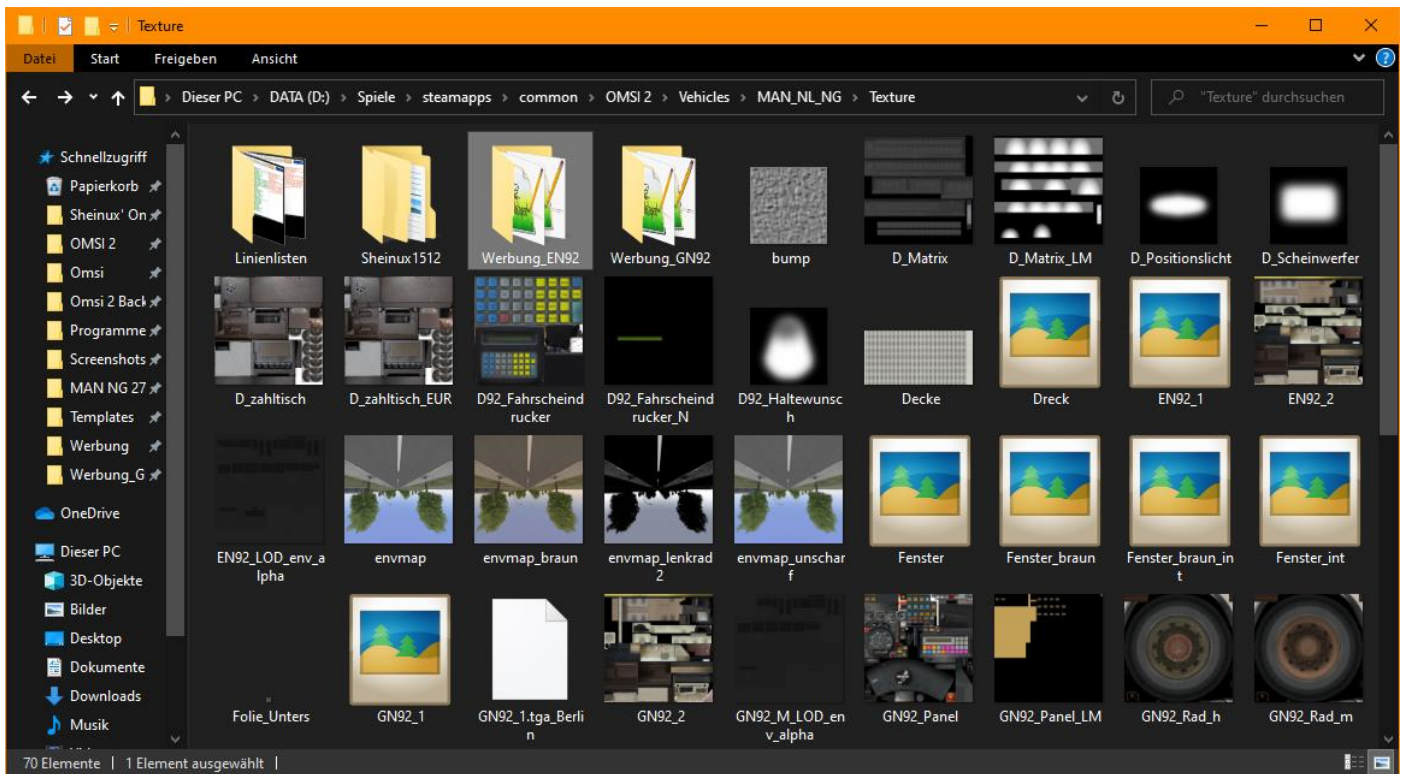 Texture
Datei Start Freigeben Ansicht
Dieser PC > DATA (D:) > Spiele > steamapps > common > OMSI 2 > Vehicles > MAN_NL_NG > Texture
"Texture" durchsuchen
Schnellzugriff
Papierkorb
Sheinux' On
OMSI 2
Omsi
Omsi 2 Back
Programme
Screenshots
MAN NG 27
Templates
Werbung
Werbung_G
OneDrive
Dieser PC
3D-Objekte
Bilder
Desktop
Dokumente
Downloads
Musik
Linienlisten Sheinux1512 Werbung_EN92 Werbung_GN92 bump D_Matrix D_Matrix_LM D_Positionslicht D_Scheinwerfer
D_zahltisch D_zahltisch_EUR D92_Fahrscheind D92_Fahrscheind D92_Haltewunsc Decke Dreck EN92_1 EN92_2
rucker rucker_N h
EN92_LOD_env_a envmap envmap_braun envmap_lenkrad envmap_unschar Fenster Fenster_braun Fenster_braun_in Fenster_int
lpha 2 f t
Folie_Unters GN92_1 GN92_1.tga_Berli GN92_2 GN92_M_LOD_en GN92_Panel GN92_Panel_LM GN92_Rad_h GN92_Rad_m
n v_alpha
70 Elemente | 1 Element ausgewählt |